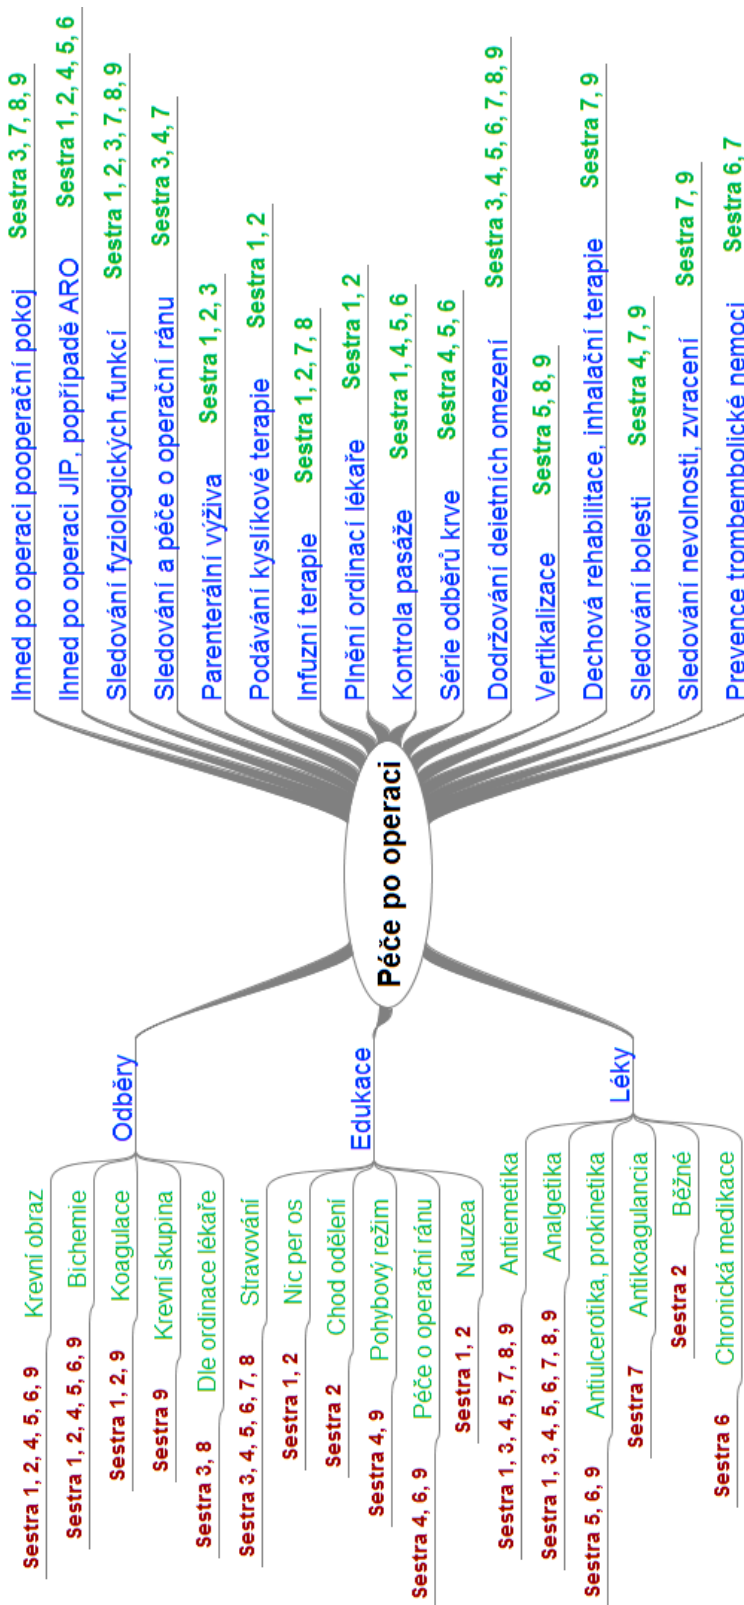 Péče po operaci
Ihned po operaci pooperační pokoj Sestra 3, 7, 8, 9
Ihned po operaci JIP, popřípadě ARO Sestra 1, 2, 4, 5, 6
Sledování fyziologických funkcí Sestra 1, 2, 3, 7, 8, 9
Sledování a péče o operační ránu Sestra 3, 4, 7
Parenterální výživa Sestra 1, 2, 3
Podávání kyslíkové terapie Sestra 1, 2
Infuzní terapie Sestra 1, 2, 7, 8
Plnění ordinací lékaře Sestra 1, 2
Kontrola pasáže Sestra 1, 4, 5, 6
Série odběrů krve Sestra 4, 5, 6
Dodržování deietních omezení Sestra 3, 4, 5, 6, 7, 8, 9
Vertikalizace Sestra 5, 8, 9
Dechová rehabilitace, inhalační terapie Sestra 7, 9
Sledování bolesti Sestra 4, 7, 9
Sledování nevolnosti, zvracení Sestra 7, 9
Prevence trombembolické nemoci Sestra 6, 7
Odběry
Sestra 1, 2, 4, 5, 6, 9 Krevní obraz
Sestra 1, 2, 4, 5, 6, 9 Bichemie
Sestra 1, 2, 9 Koagulace
Sestra 9 Krevní skupina
Sestra 3, 8 Dle ordinace lékaře
Edukace
Sestra 3, 4, 5, 6, 7, 8 Stravování
Sestra 1, 2 Nic per os
Sestra 2 Chod odělení
Sestra 4, 9 Pohybový režim
Sestra 4, 6, 9 Péče o operační ránu
Sestra 1, 2 Nauzea
Léky
Sestra 1, 3, 4, 5, 7, 8, 9 Antiemetika
Sestra 1, 3, 4, 5, 6, 7, 8, 9 Analgetika
Sestra 5, 6, 9 Antiulcerotika, prokinetika
Sestra 7 Antikoagulancia
Sestra 2 Běžné
Sestra 6 Chronická medikace